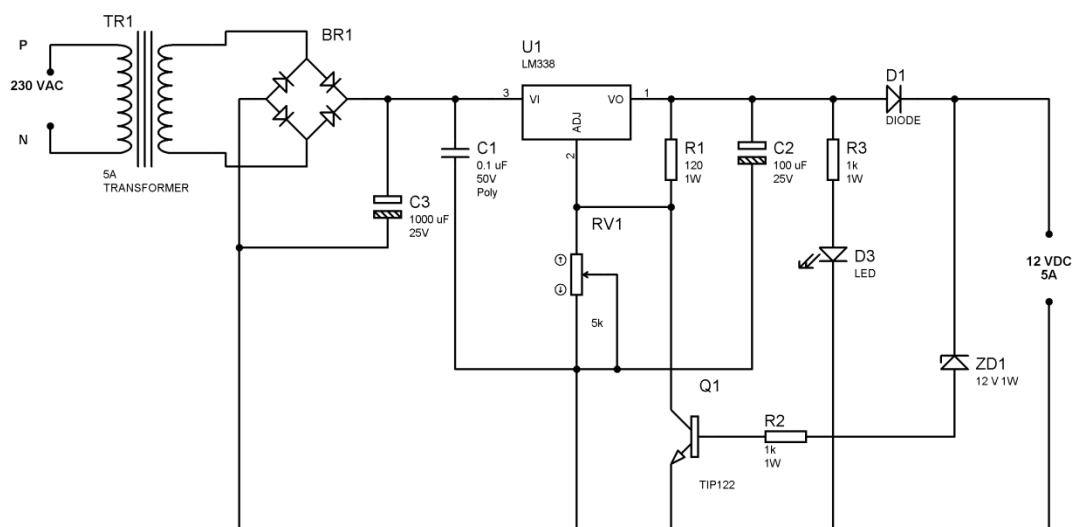 TR1
P
230 VAC
N
5A
TRANSFORMER
BR1
C3
1000 uF
25V
C1
0.1 uF
50V
Poly
U1
LM338
3
VI
VO
1
ADJ
2
RV1
5k
R1
120
1W
C2
100 uF
25V
R3
1k
1W
D1
DIODE
D3
LED
12 VDC
5A
ZD1
12 V 1W
Q1
TIP122
R2
1k
1W